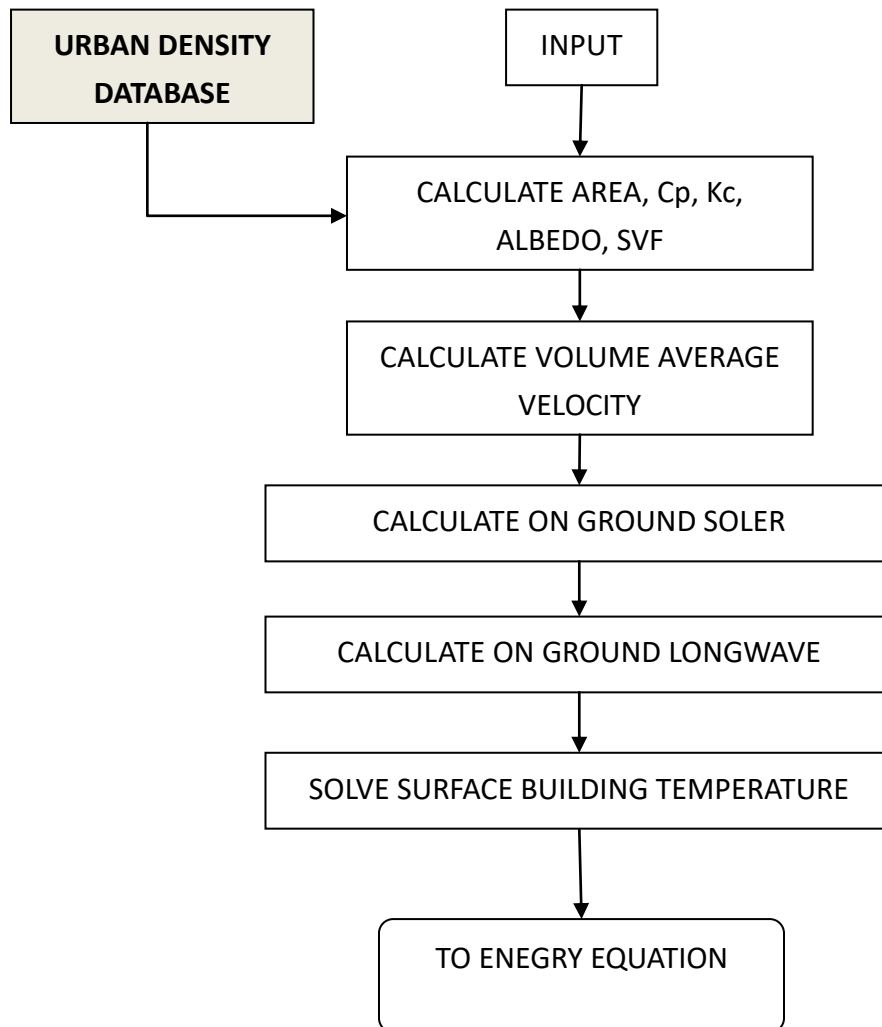 URBAN DENSITY
DATABASE
INPUT
CALCULATE AREA, Cp, Kc,
ALBEDO, SVF
CALCULATE VOLUME AVERAGE
VELOCITY
CALCULATE ON GROUND SOLER
CALCULATE ON GROUND LONGWAVE
SOLVE SURFACE BUILDING TEMPERATURE
TO ENEGRY EQUATION